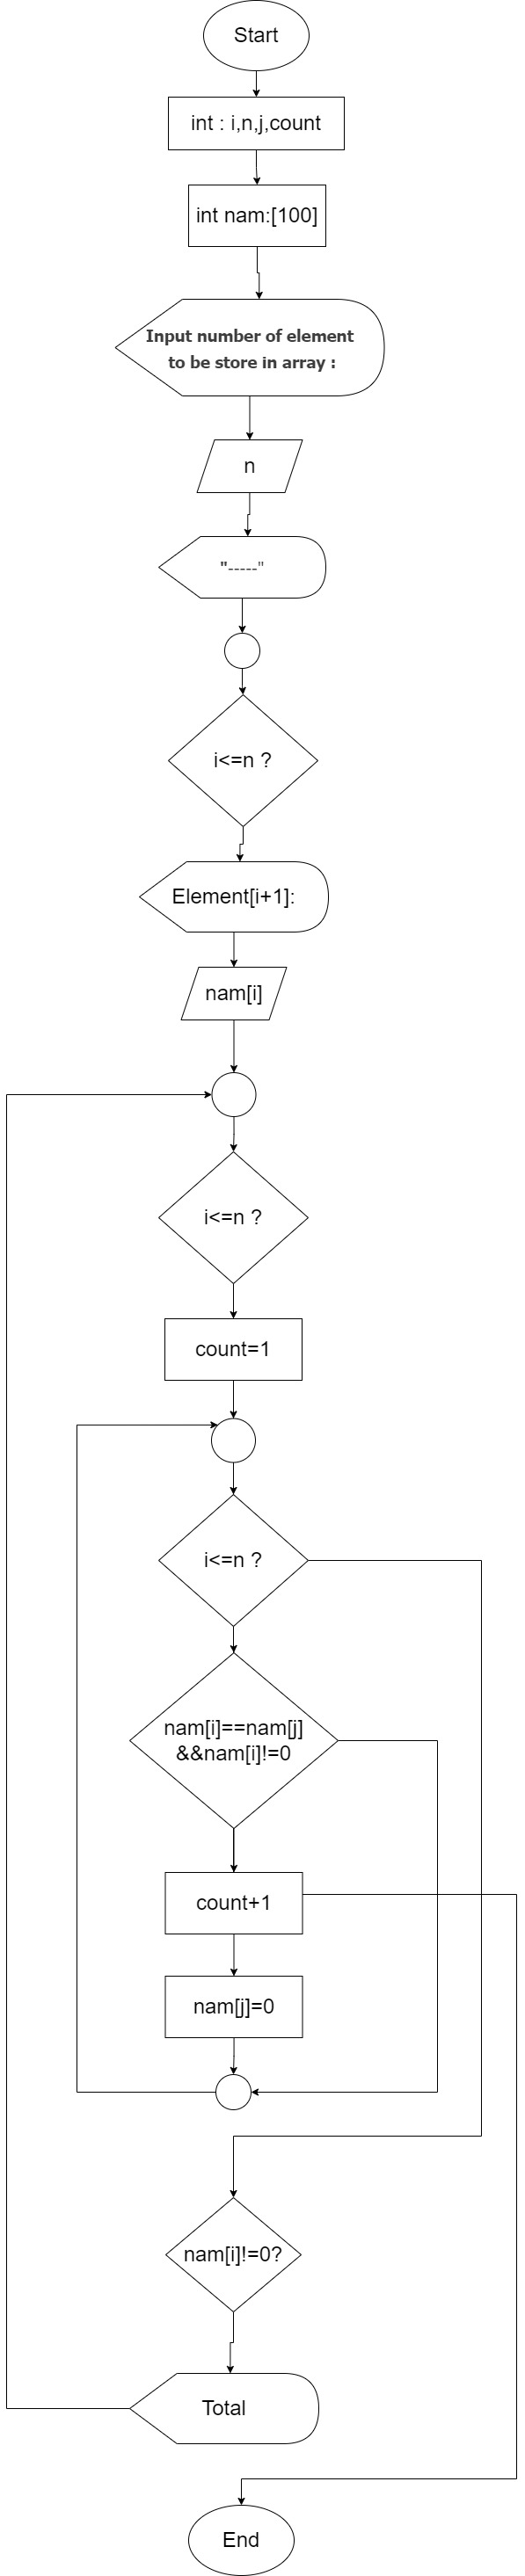 Start
int : i,n,j,count
int nam:[100]
Input number of element
to be store in array :
n
"-----"
i<=n ?
Element[i+1]:
nam[i]
i<=n ?
count=1
i<=n ?
nam[i]==nam[j]
&&nam[i]!=0
count+1
nam[j]=0
nam[i]!=0?
Total
End